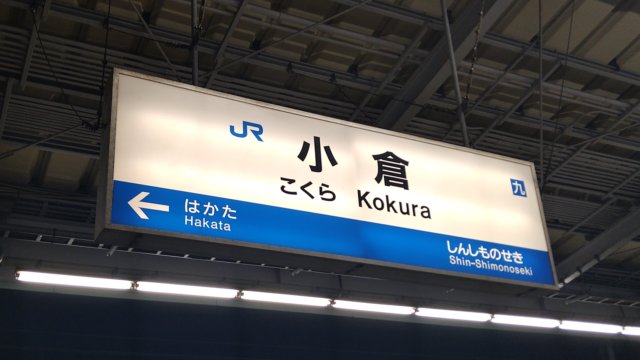 JR
小倉
九
こくら Kokura
← はかた
Hakata
しんしものせき
Shin-Shimonoseki